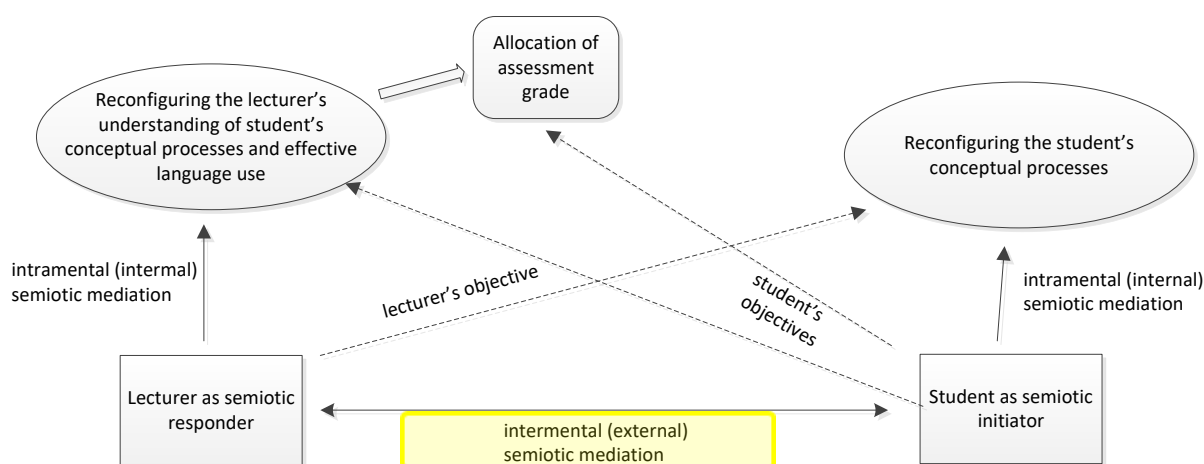 Allocation of
assessment
grade
Reconfiguring the lecturer’s
understanding of student’s
conceptual processes and effective
language use
Reconfiguring the student’s
conceptual processes
intramental (intermal)
semiotic mediation
lecturer’s objective
student’s
objectives
intramental (internal)
semiotic mediation
Lecturer as semiotic
responder
intermental (external)
semiotic mediation
Student as semiotic
initiator